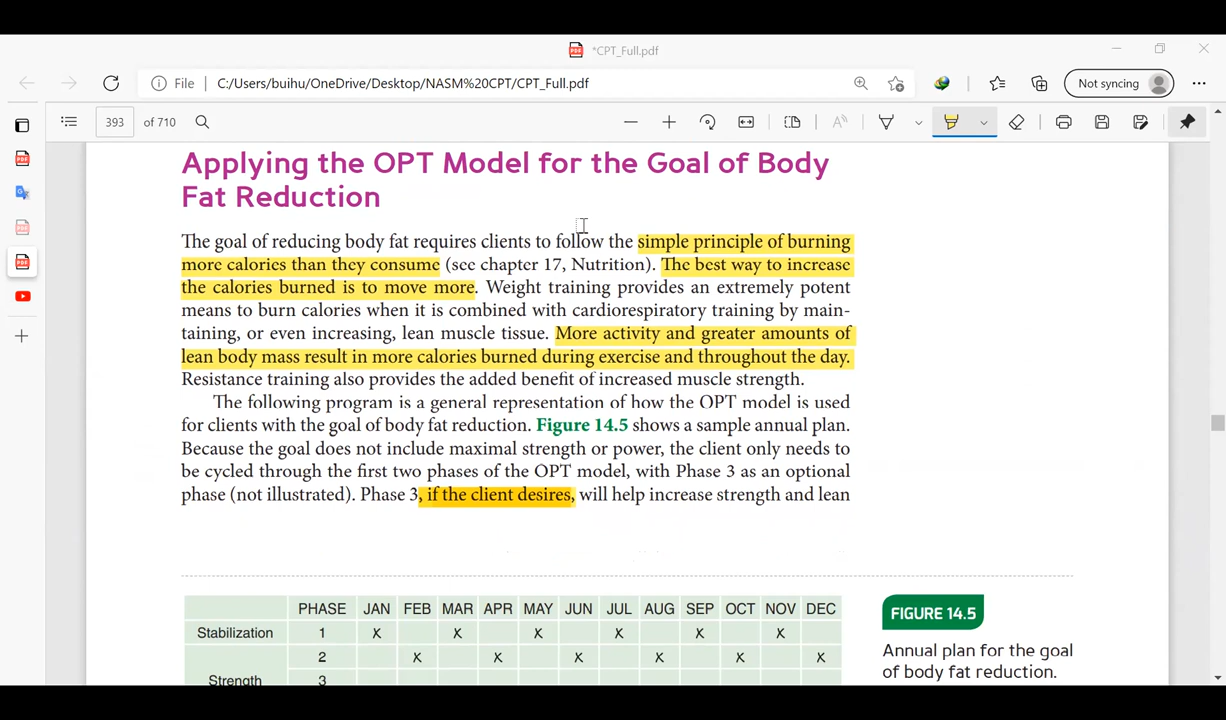 *CPT_Full.pdf
File | C:/Users/buihu/OneDrive/Desktop/NASM%20CPT/CPT_Full.pdf
Not syncing
393 of 710
Applying the OPT Model for the Goal of Body
Fat Reduction
The goal of reducing body fat requires clients to follow the simple principle of burning
more calories than they consume (see chapter 17, Nutrition). The best way to increase
the calories burned is to move more. Weight training provides an extremely potent
means to burn calories when it is combined with cardiorespiratory training by main-
taining, or even increasing, lean muscle tissue. More activity and greater amounts of
lean body mass result in more calories burned during exercise and throughout the day.
Resistance training also provides the added benefit of increased muscle strength.
The following program is a general representation of how the OPT model is used
for clients with the goal of body fat reduction. Figure 14.5 shows a sample annual plan.
Because the goal does not include maximal strength or power, the client only needs to
be cycled through the first two phases of the OPT model, with Phase 3 as an optional
phase (not illustrated). Phase 3, if the client desires, will help increase strength and lean
PHASE JAN FEB MAR APR MAY JUN JUL AUG SEP OCT NOV DEC
Stabilization 1 X X X X X X
2 X X X X X X
Strength 3
FIGURE 14.5
Annual plan for the goal
of body fat reduction.